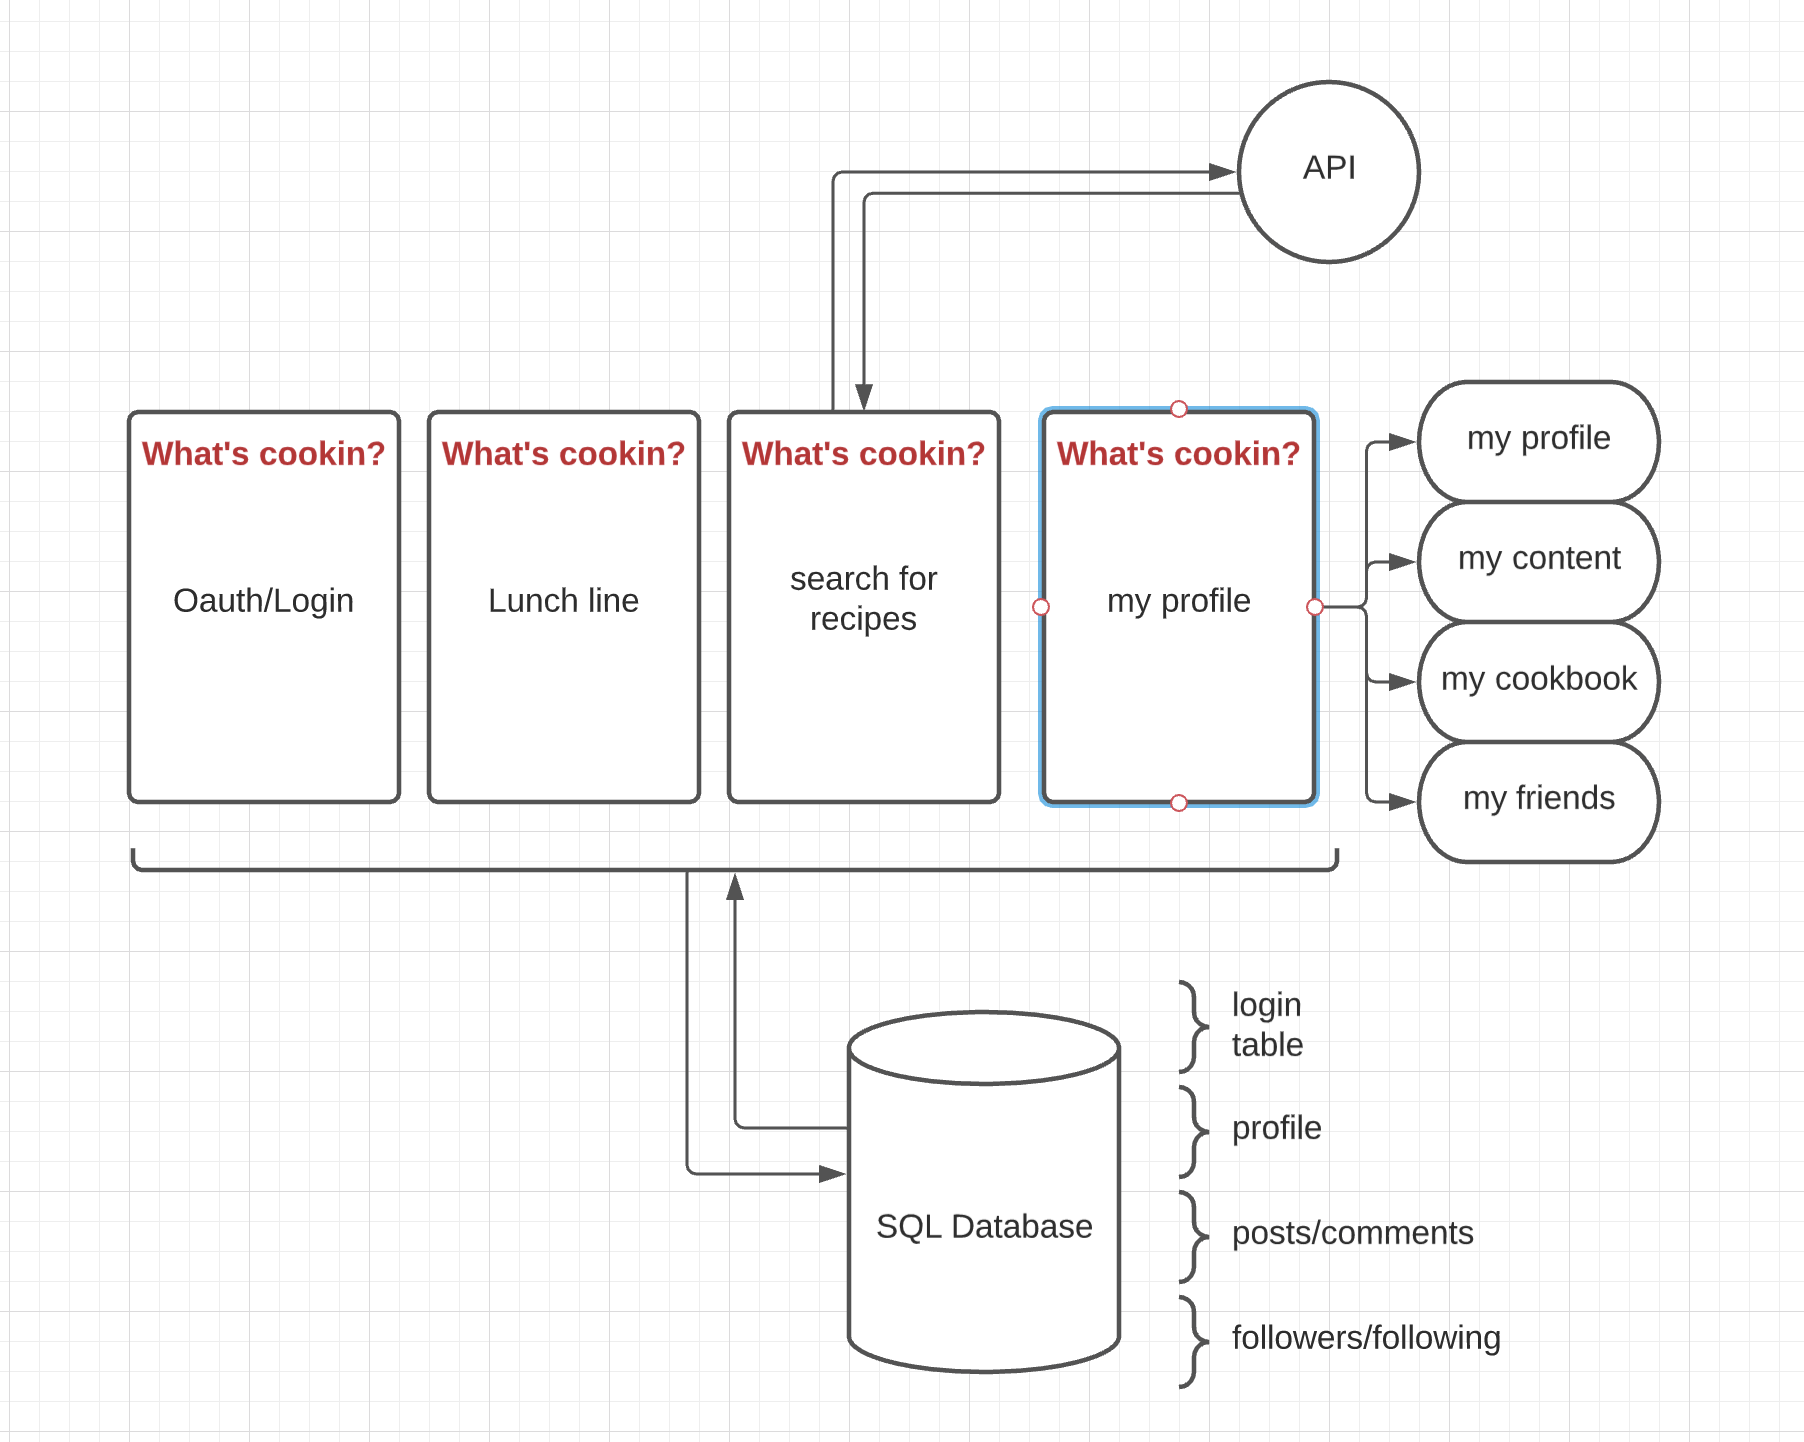 API
What's cookin?
Oauth/Login
What's cookin?
Lunch line
What's cookin?
search for
recipes
What's cookin?
my profile
my profile
my content
my cookbook
my friends
SQL Database
login
table
profile
posts/comments
followers/following